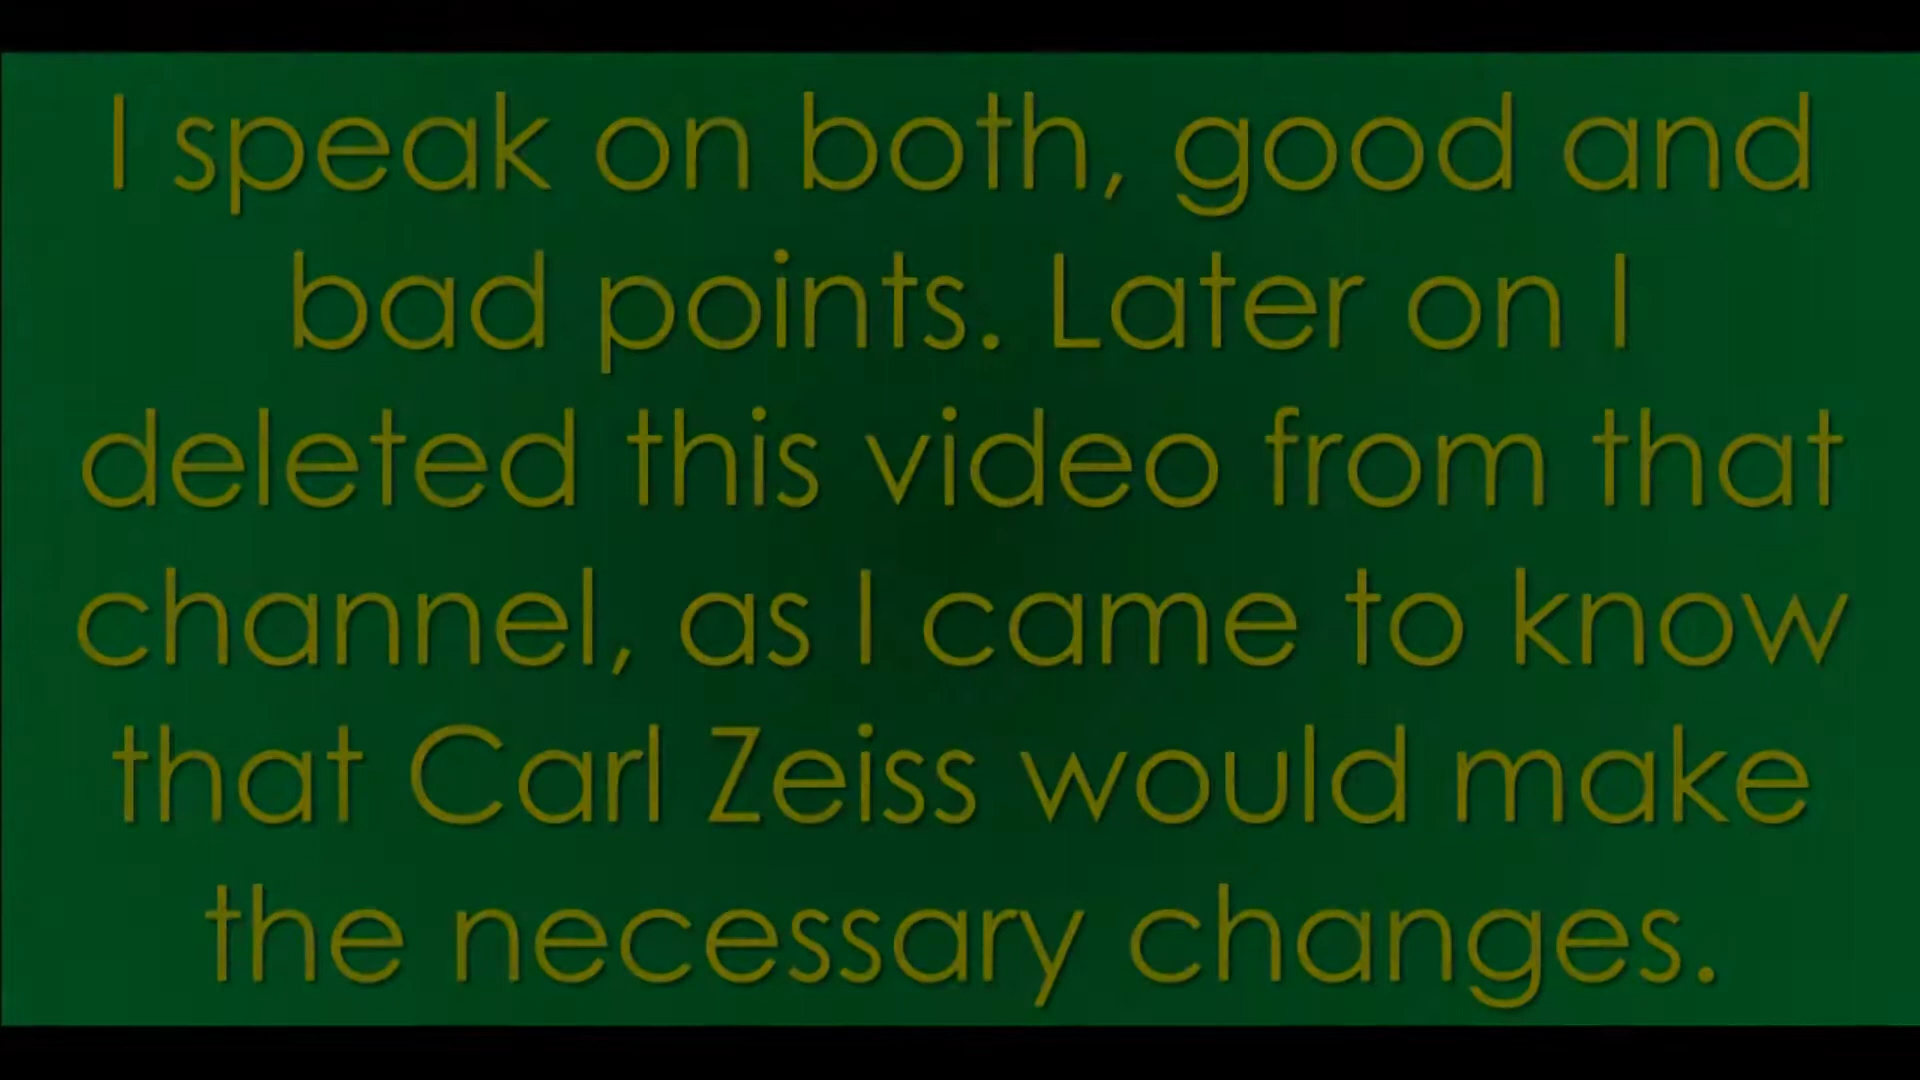 I speak on both, good and
bad points. Later on I
deleted this video from that
channel, as I came to know
that Carl Zeiss would make
the necessary changes.